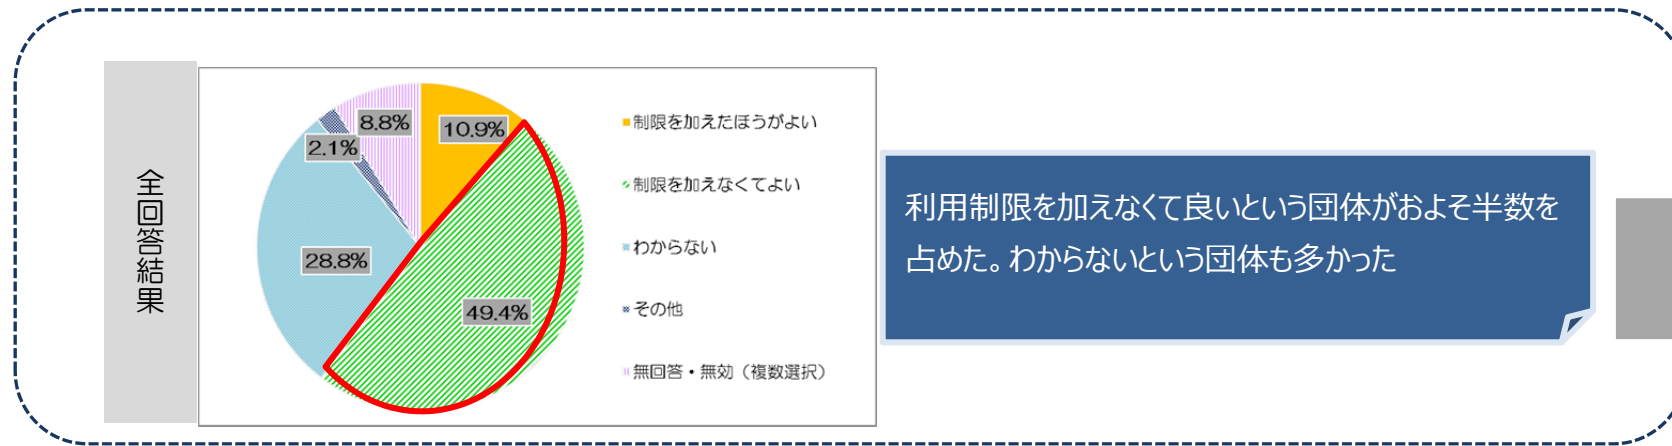 全回答結果
8.8%
10.9%
2.1%
28.8%
49.4%
制限を加えたほうがよい
制限を加えなくてよい
わからない
その他
無回答・無効（複数選択）
利用制限を加えなくて良いという団体がおよそ半数を
占めた。わからないという団体も多かった